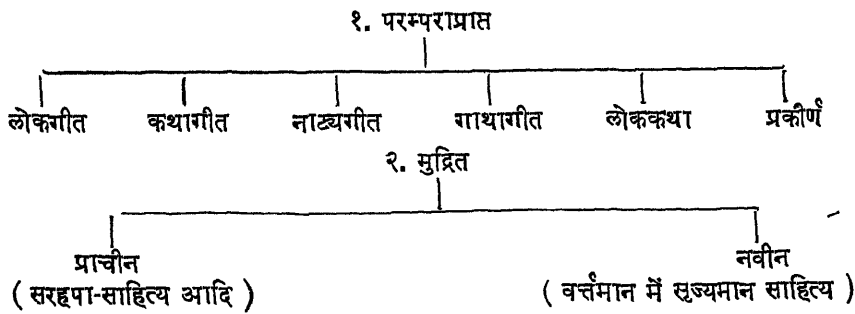 १. परम्पराप्राप्त
लोकगीत कथागीत नाट्यगीत गाथागीत लोककथा प्रकीर्ण
२. मुद्रित
प्राचीन नवीन
( सरहपा-साहित्य आदि ) ( वर्त्तमान में सृज्यमान साहित्य )